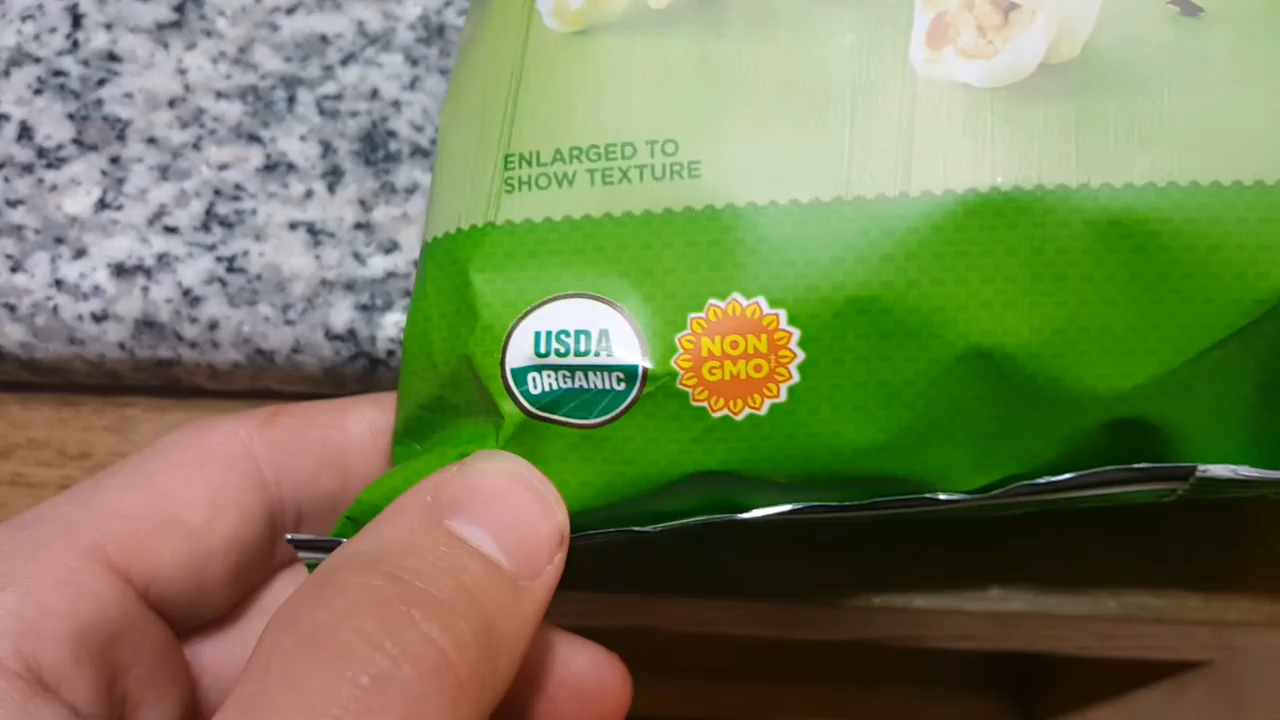 ENLARGED TO
SHOW TEXTURE
USDA
ORGANIC
NON
GMO†